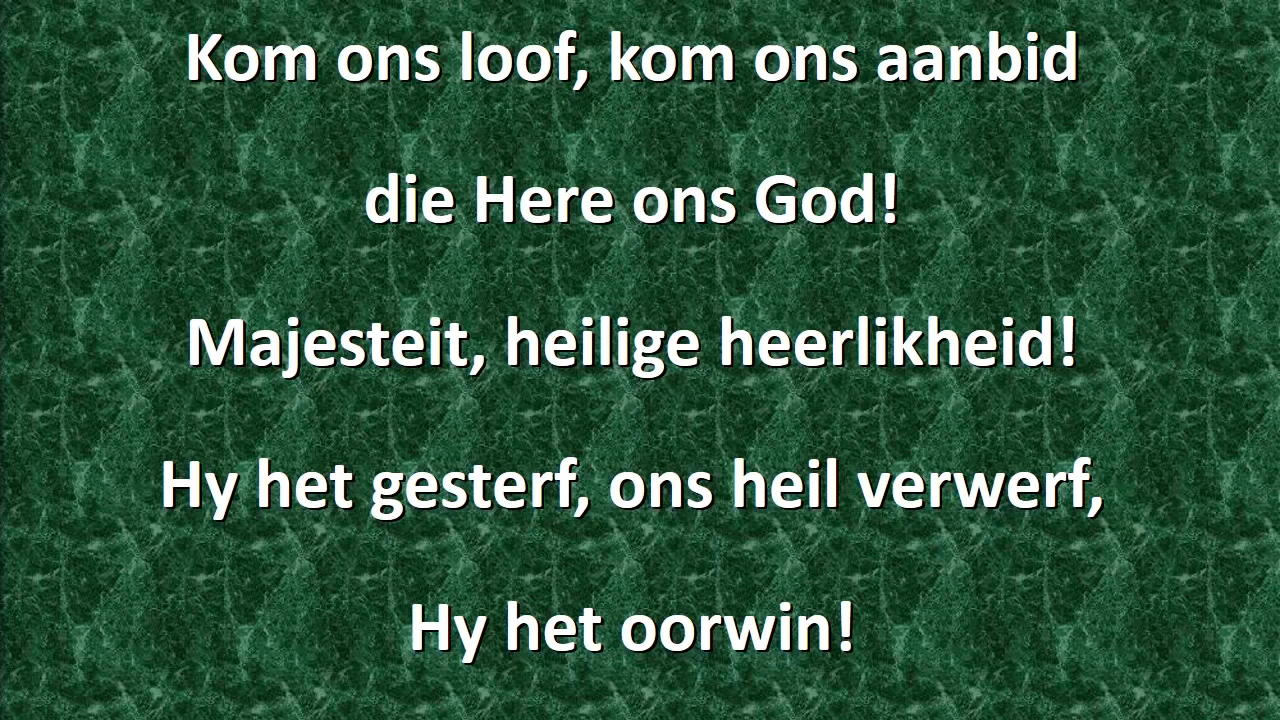 Kom ons loof, kom ons aanbid
die Here ons God!
Majesteit, heilige heerlikheid!
Hy het gesterf, ons heil verwerf,
Hy het oorwin!